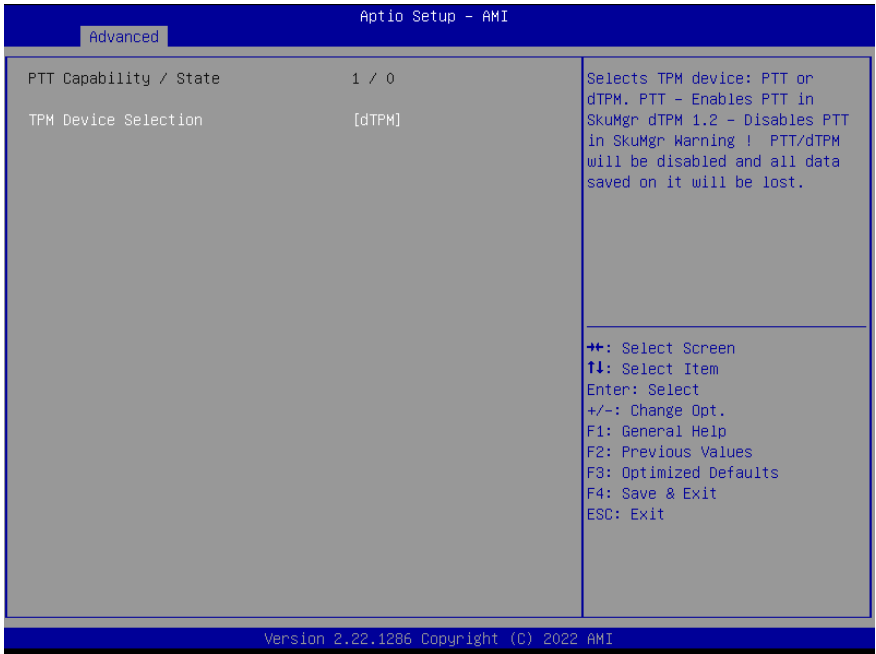 Aptio Setup – AMI
Advanced
PTT Capability / State 1 / 0
TPM Device Selection [dTPM]
Selects TPM device: PTT or
dTPM. PTT – Enables PTT in
SkuMgr dTPM 1.2 – Disables PTT
in SkuMgr Warning ! PTT/dTPM
will be disabled and all data
saved on it will be lost.
→←: Select Screen
↑↓: Select Item
Enter: Select
+/-: Change Opt.
F1: General Help
F2: Previous Values
F3: Optimized Defaults
F4: Save & Exit
ESC: Exit
Version 2.22.1286 Copyright (C) 2022 AMI